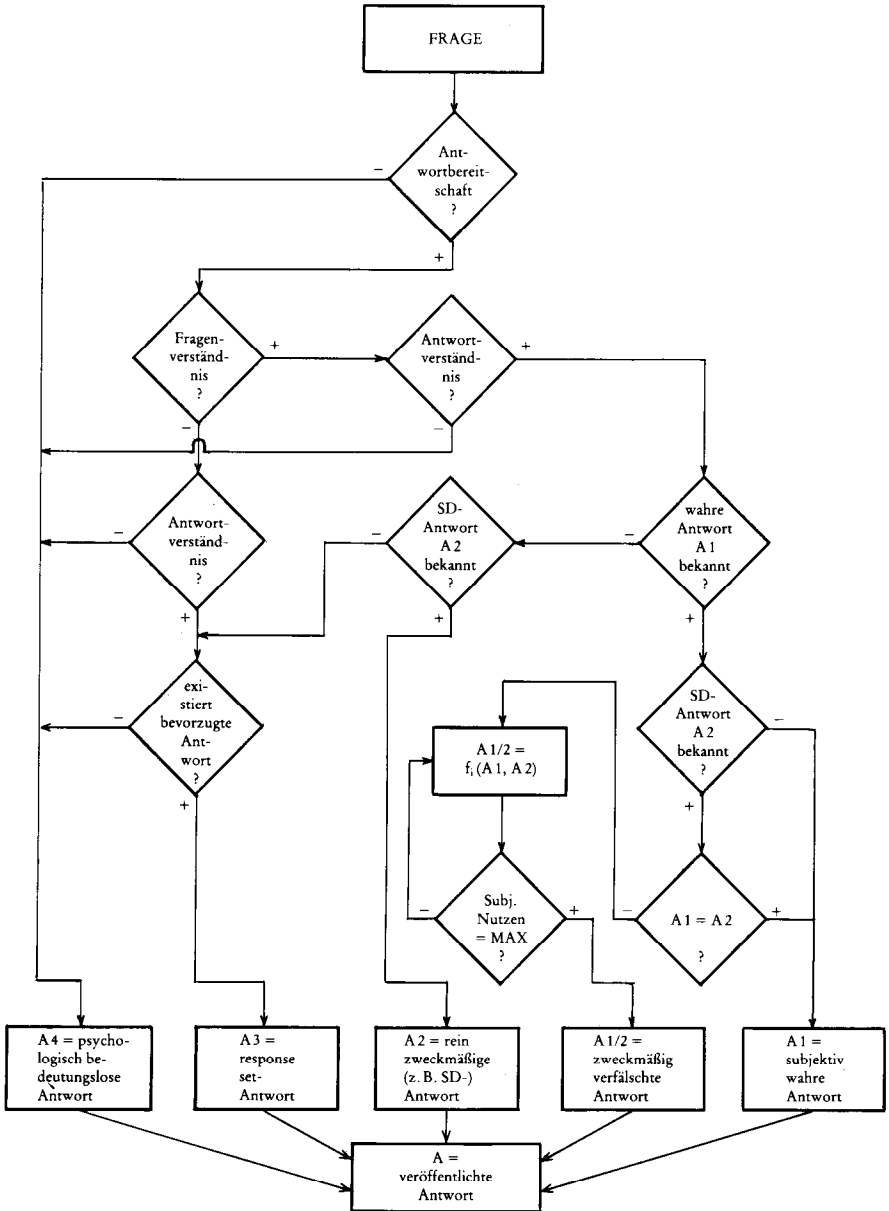 FRAGE
Ant-
wortbereit-
schaft
?
−
+
Fragen-
verständ-
nis
?
+
−
Antwort-
verständ-
nis
?
+
−
Antwort-
verständ-
nis
?
−
+
SD-
Antwort
A 2
bekannt
?
−
+
wahre
Antwort
A 1
bekannt
?
−
+
exi-
stiert
bevorzugte
Ant-
wort
?
−
+
A 1/2 =
fi (A 1, A 2)
SD-
Antwort
A 2
bekannt
?
−
+
Subj.
Nutzen
= MAX
?
−
+
A 1 = A 2
?
−
+
A 4 = psycho-
logisch be-
deutungslose
Antwort
A 3 =
response
set-
Antwort
A 2 = rein
zweckmäßige
(z. B. SD-)
Antwort
A 1/2 =
zweckmäßig
verfälschte
Antwort
A 1 =
subjektiv
wahre
Antwort
A =
veröffentlichte
Antwort